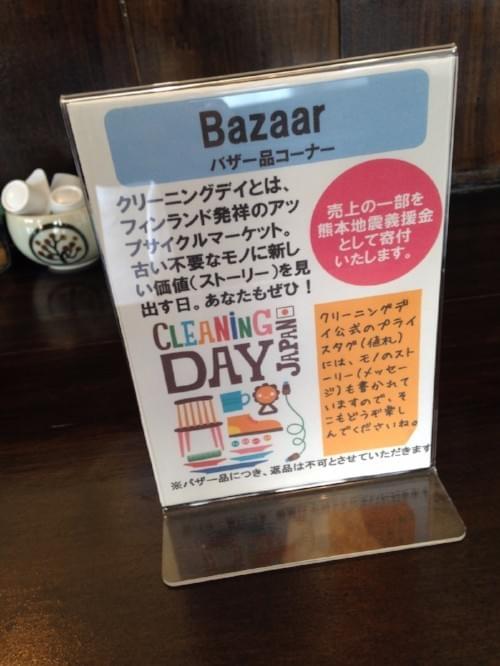 Bazaar
バザー品コーナー
クリーニングデイとは、
フィンランド発祥のアッ
プサイクルマーケット。
古い不要なモノに新し
い価値(ストーリー)を見
出す日。あなたもぜひ！
売上の一部を
熊本地震義援金
として寄付
いたします。
CLEANING
DAY
JAPAN
クリーニングデ
イ公式のプライ
スタグ(値札)
には、モノのスト
ーリー(メッセー
ジ)も書かれて
いますので、そ
こもどうぞ楽し
んでくださいね。
※バザー品につき、返品は不可とさせていただきます